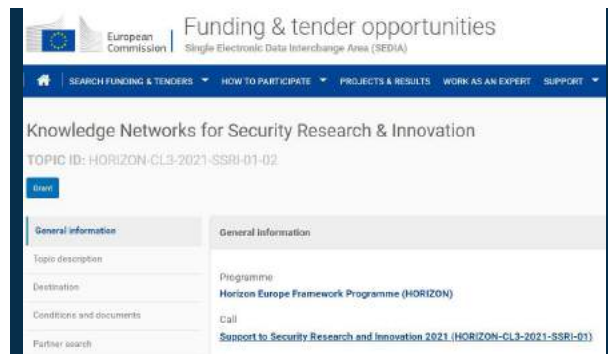 European
Commission
Funding & tender opportunities
Single Electronic Data Interchange Area (SEDIA)
SEARCH FUNDING & TENDERS HOW TO PARTICIPATE PROJECTS & RESULTS WORK AS AN EXPERT SUPPORT
Knowledge Networks for Security Research & Innovation
TOPIC ID: HORIZON-CL3-2021-SSRI-01-02
Grant
General information
General information
Topic description
Destination
Conditions and documents
Partner search
Programme
Horizon Europe Framework Programme (HORIZON)
Call
Support to Security Research and Innovation 2021 (HORIZON-CL3-2021-SSRI-01)